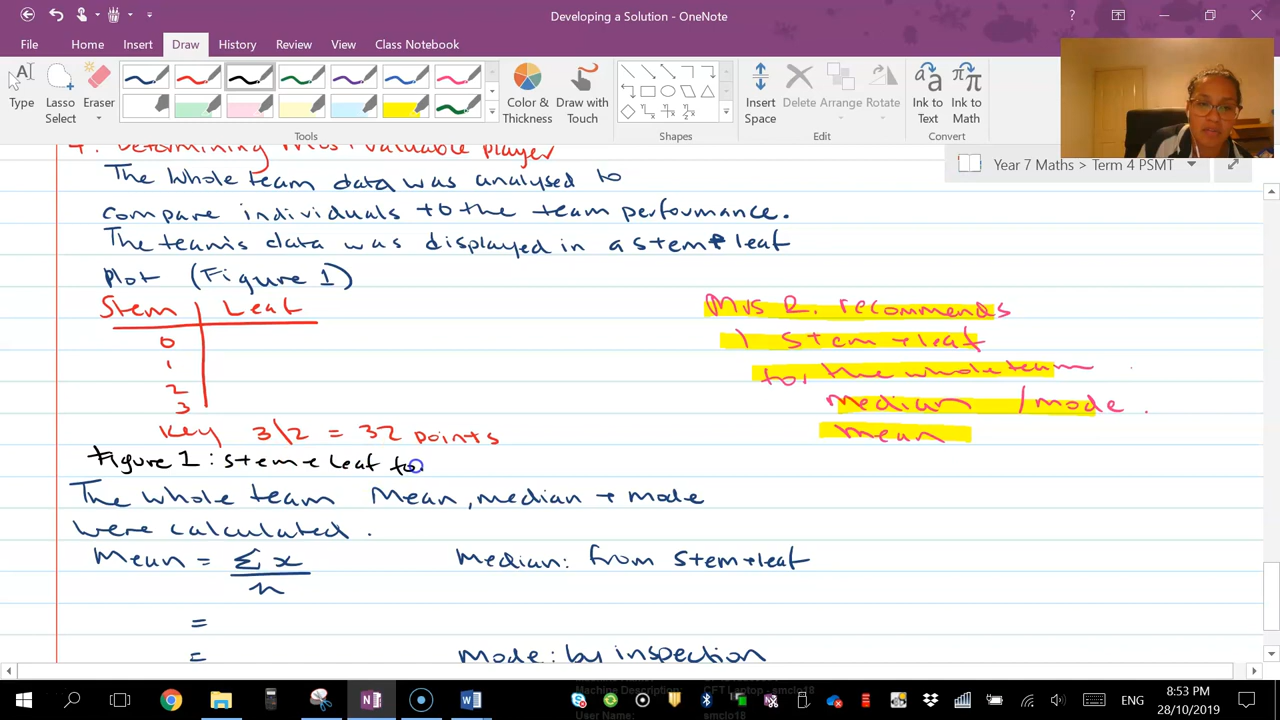 Developing a Solution - OneNote
?
File Home Insert Draw History Review View Class Notebook
Type Lasso Select Eraser Color & Thickness Draw with Touch Insert Space Delete Arrange Rotate Ink to Text Ink to Math
Tools Shapes Edit Convert
Year 7 Maths > Term 4 PSMT
4. Determining most valuable player
The whole team data was analysed to
compare individuals to the team performance.
The team's data was displayed in a stem + leaf
Plot (Figure 1)
Stem | Leaf
0
1
2
3
Key 3\2 = 32 points
Figure 1: stem + leaf fo
Mrs R. recommends
1 stem + leaf
for the whole team
Median / mode.
mean
The whole team Mean, median + mode
were calculated.
Mean = Σx / n
=
=
Median: from stem + leaf
Mode: by inspection
ENG
8:53 PM
28/10/2019